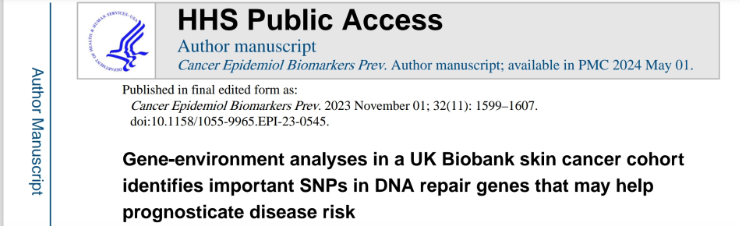 HHS Public Access
Author manuscript
Cancer Epidemiol Biomarkers Prev. Author manuscript; available in PMC 2024 May 01.
Published in final edited form as:
Cancer Epidemiol Biomarkers Prev. 2023 November 01; 32(11): 1599–1607.
doi:10.1158/1055-9965.EPI-23-0545.
Gene-environment analyses in a UK Biobank skin cancer cohort
identifies important SNPs in DNA repair genes that may help
prognosticate disease risk
Author Manuscript